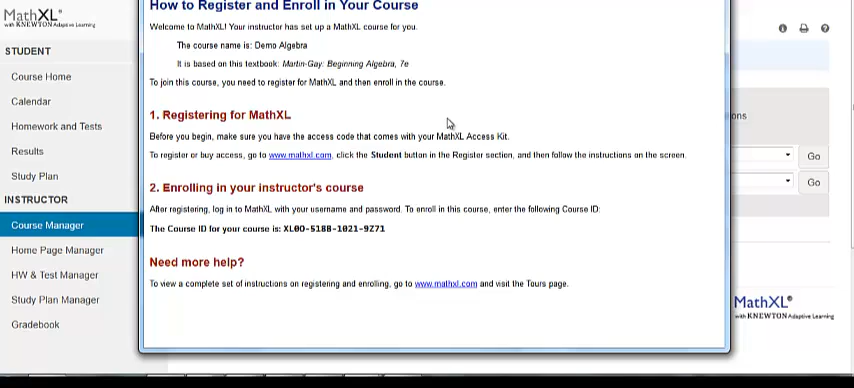 MathXL®
with KNEWTON Adaptive Learning
STUDENT
Course Home
Calendar
Homework and Tests
Results
Study Plan
INSTRUCTOR
Course Manager
Home Page Manager
HW & Test Manager
Study Plan Manager
Gradebook
How to Register and Enroll in Your Course
Welcome to MathXL! Your instructor has set up a MathXL course for you.
The course name is: Demo Algebra
It is based on this textbook: Martin-Gay: Beginning Algebra, 7e
To join this course, you need to register for MathXL and then enroll in the course.
1. Registering for MathXL
Before you begin, make sure you have the access code that comes with your MathXL Access Kit.
To register or buy access, go to www.mathxl.com, click the Student button in the Register section, and then follow the instructions on the screen.
2. Enrolling in your instructor's course
After registering, log in to MathXL with your username and password. To enroll in this course, enter the following Course ID:
The Course ID for your course is: XL0O-518B-1021-9Z71
Need more help?
To view a complete set of instructions on registering and enrolling, go to www.mathxl.com and visit the Tours page.
ons
Go
Go
MathXL®
with KNEWTON Adaptive Learning